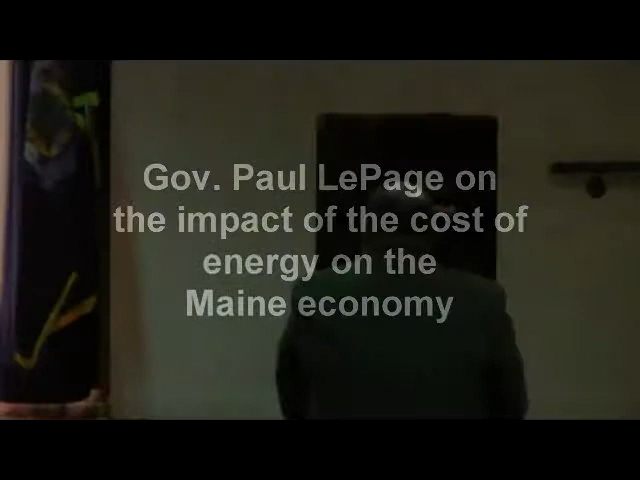 Gov. Paul LePage on
the impact of the cost of
energy on the
Maine economy